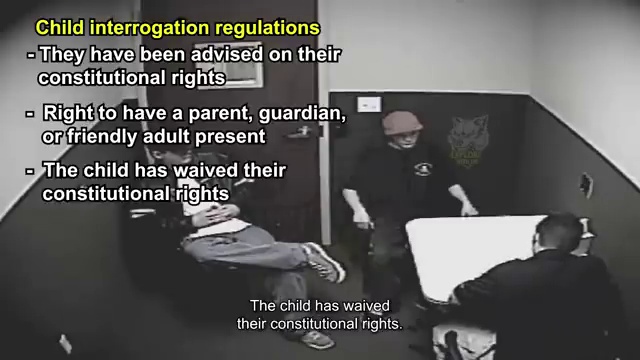 Child interrogation regulations
- They have been advised on their
constitutional rights
- Right to have a parent, guardian,
or friendly adult present
- The child has waived their
constitutional rights
The child has waived
their constitutional rights.